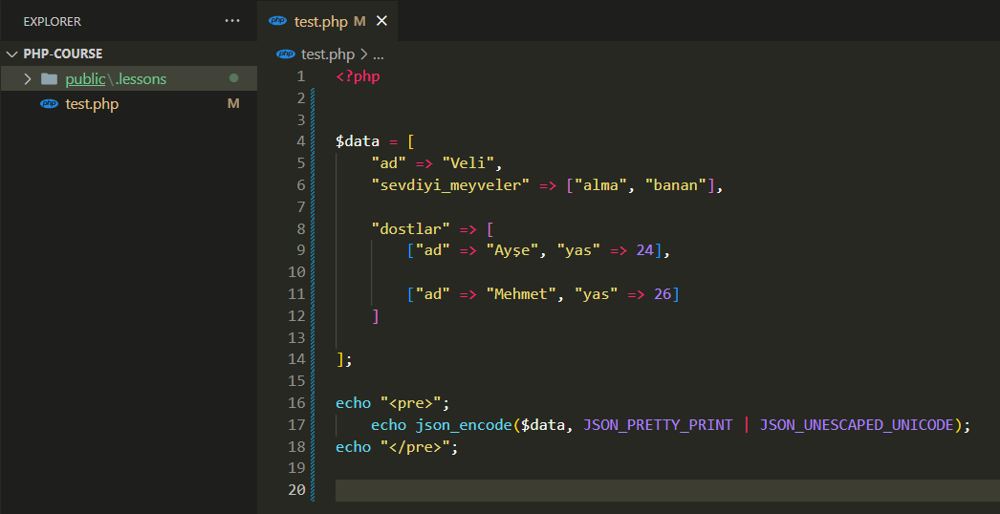 EXPLORER ...
test.php M ×
PHP-COURSE
public\.lessons
test.php M
test.php > ...
1 <?php
2
3
4 $data = [
5     "ad" => "Veli",
6     "sevdiyi_meyveler" => ["alma", "banan"],
7
8     "dostlar" => [
9         ["ad" => "Ayşe", "yas" => 24],
10
11         ["ad" => "Mehmet", "yas" => 26]
12     ]
13
14 ];
15
16 echo "<pre>";
17     echo json_encode($data, JSON_PRETTY_PRINT | JSON_UNESCAPED_UNICODE);
18 echo "</pre>";
19
20